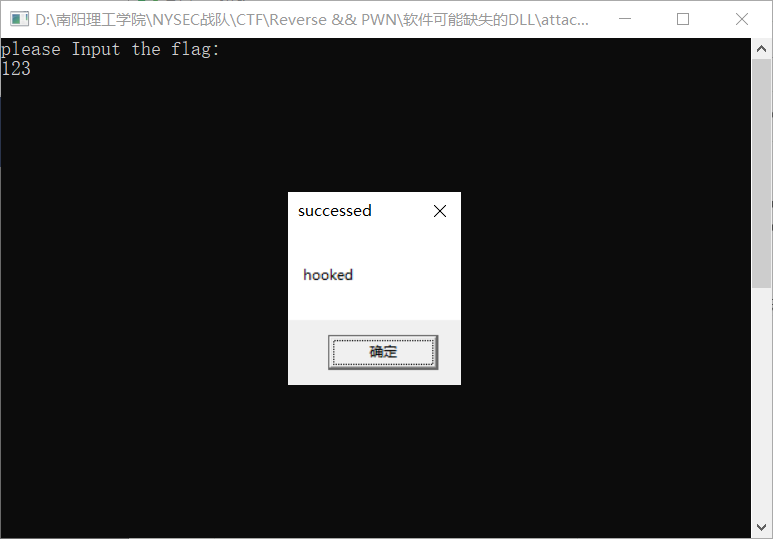 D:\南阳理工学院\NYSEC战队\CTF\Reverse && PWN\软件可能缺失的DLL\attac...
please Input the flag:
123
successed
hooked
确定